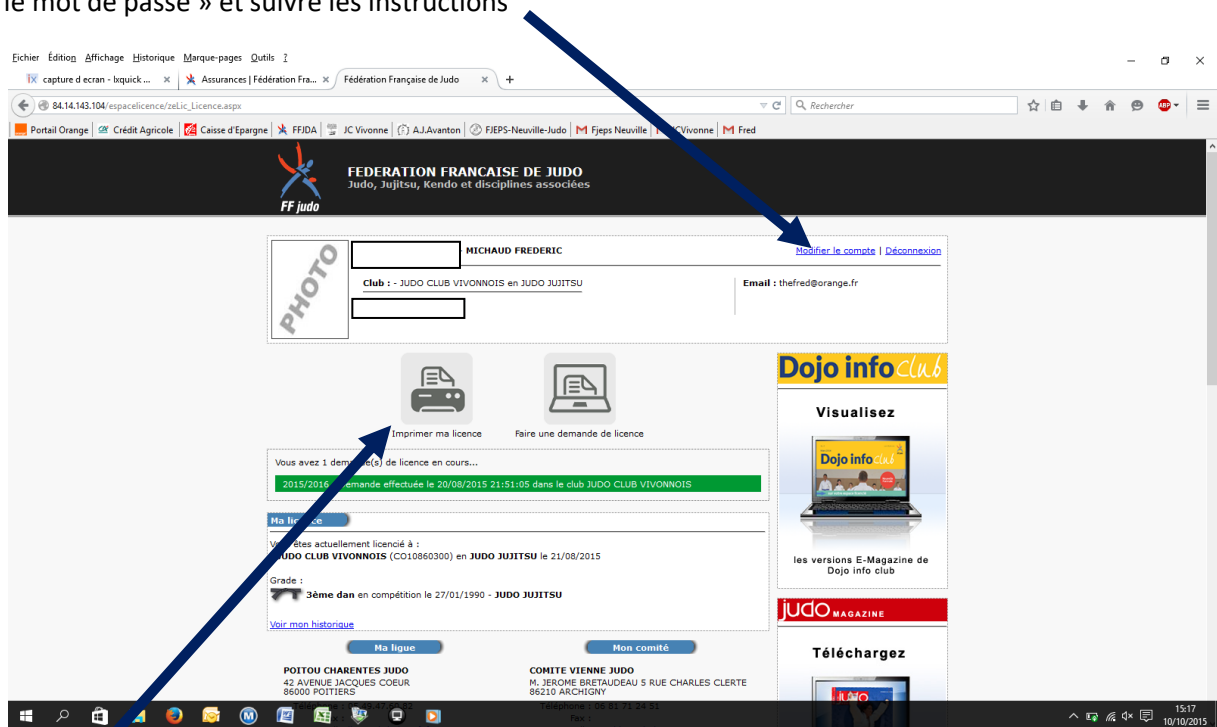 le mot de passe » et suivre les instructions
Eichier Édition Affichage Historique Marque-pages Outils ?
capture d ecran - Ixquick ... Assurances | Fédération Fra... Fédération Française de Judo
84.14.143.104/espacelicence/zeLic_Licence.aspx Rechercher
Portail Orange Crédit Agricole Caisse d'Epargne FFJDA JC Vivonne A.J.Avanton FJEPS-Neuville-Judo Fjeps Neuville Vivonne Fred
FEDERATION FRANCAISE DE JUDO
Judo, Jujitsu, Kendo et disciplines associées
FF judo
PHOTO
MICHAUD FREDERIC
Modifier le compte | Déconnexion
Club : - JUDO CLUB VIVONNOIS en JUDO JUJITSU
Email : thefred@orange.fr
Imprimer ma licence
Faire une demande de licence
Vous avez 1 de de licence en cours...
2015/2016 emande effectuée le 20/08/2015 21:51:05 dans le club JUDO CLUB VIVONNOIS
Ma licence
êtes actuellement licencié à :
JUDO CLUB VIVONNOIS (CO10860300) en JUDO JUJITSU le 21/08/2015
Grade :
3ème dan en compétition le 27/01/1990 - JUDO JUJITSU
Voir mon historique
Ma ligue
POITOU CHARENTES JUDO
42 AVENUE JACQUES COEUR
86000 POITIERS
Mon comité
COMITE VIENNE JUDO
M. JEROME BRETAUDEAU 5 RUE CHARLES CLERTE
86210 ARCHIGNY
Téléphone : 06 81 71 24 51
Fax :
Dojo info club
Visualisez
Dojo info club
les versions E-Magazine de
Dojo info club
JUDO MAGAZINE
Téléchargez
15:17
10/10/2015